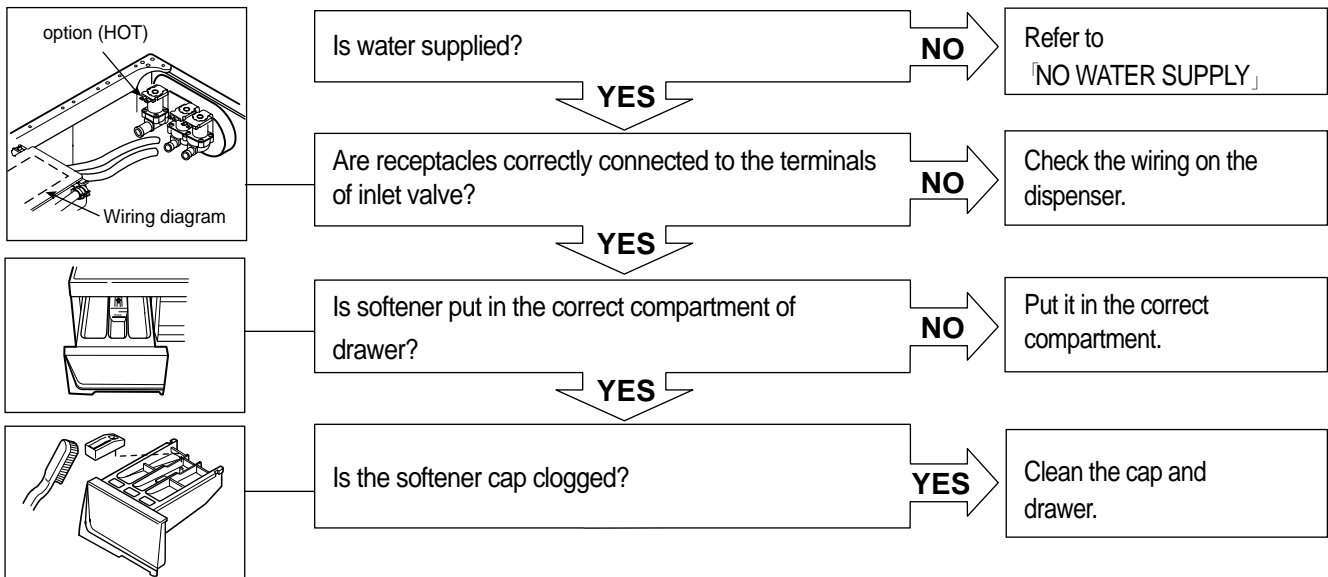 option (HOT)
Wiring diagram
Is water supplied?
NO
Refer to
「NO WATER SUPPLY」
YES
Are receptacles correctly connected to the terminals
of inlet valve?
NO
Check the wiring on the
dispenser.
YES
Is softener put in the correct compartment of
drawer?
NO
Put it in the correct
compartment.
YES
Is the softener cap clogged?
YES
Clean the cap and
drawer.